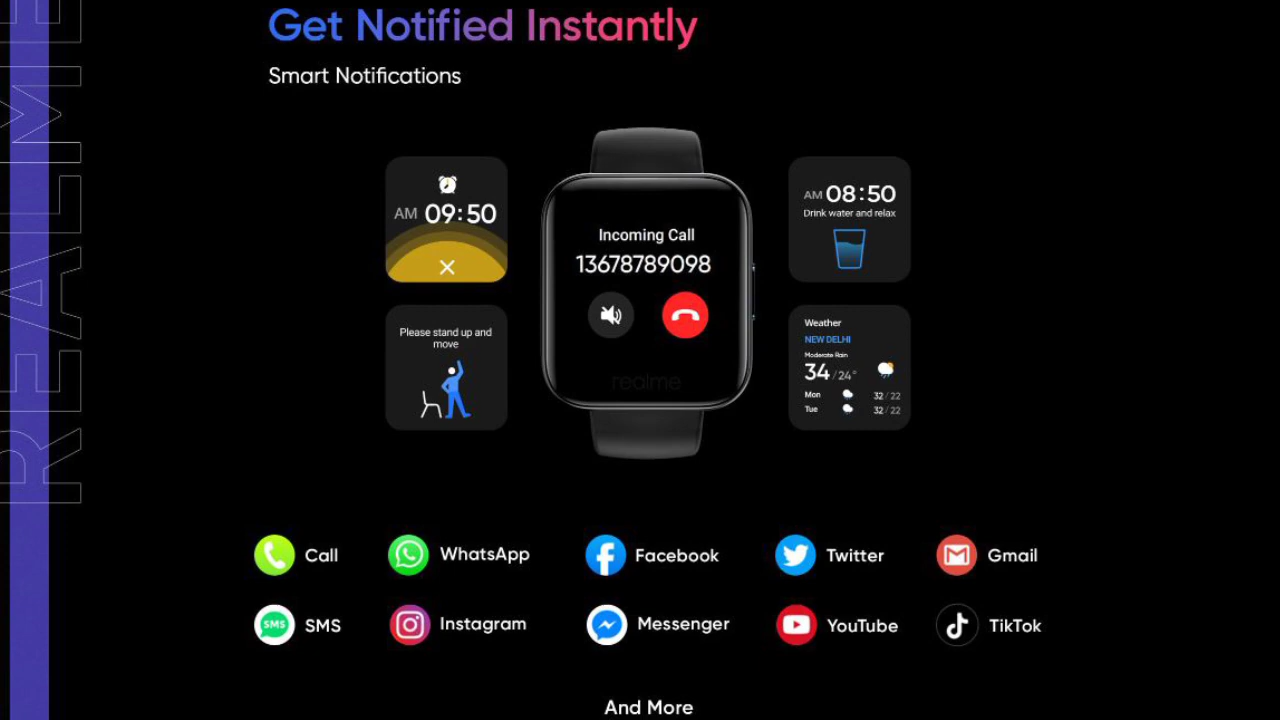 Get Notified Instantly
Smart Notifications
REALME
AM 09:50
Please stand up and
move
Incoming Call
13678789098
realme
AM 08:50
Drink water and relax
Weather
NEW DELHI
Moderate Rain
34/24°
Mon 32/22
Tue 32/22
Call
WhatsApp
Facebook
Twitter
Gmail
SMS
SMS
Instagram
Messenger
YouTube
TikTok
And More